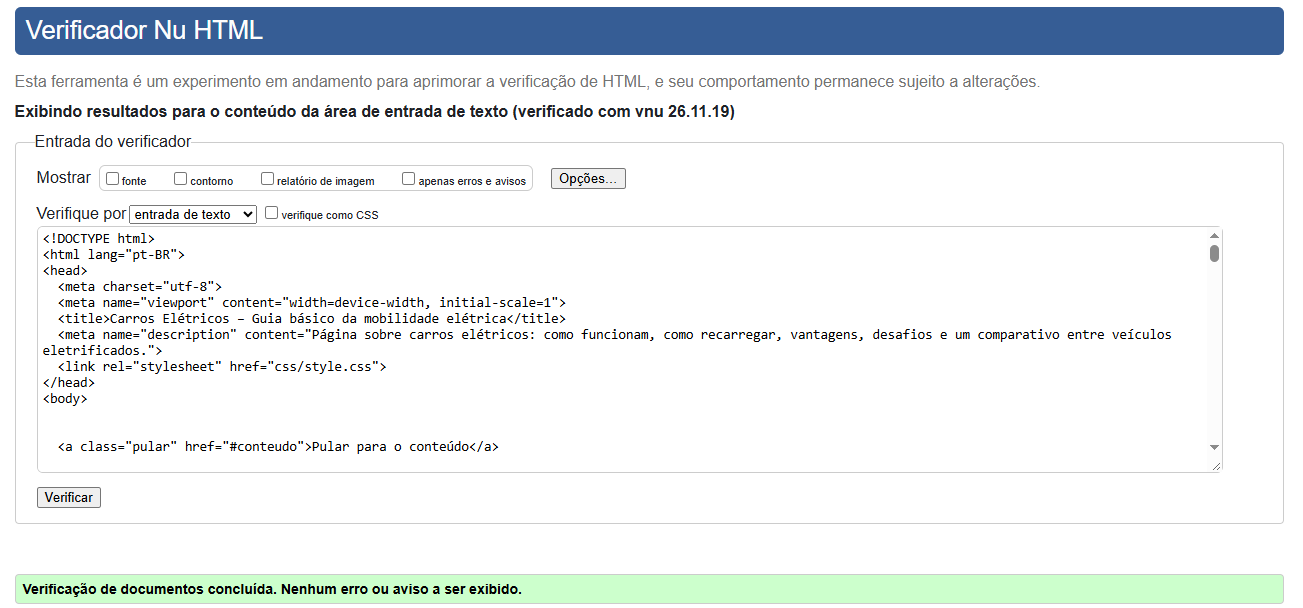 Verificador Nu HTML
Esta ferramenta é um experimento em andamento para aprimorar a verificação de HTML, e seu comportamento permanece sujeito a alterações.
Exibindo resultados para o conteúdo da área de entrada de texto (verificado com vnu 26.11.19)
Entrada do verificador
Mostrar fonte contorno relatório de imagem apenas erros e avisos Opções...
Verifique por entrada de texto verifique como CSS
<!DOCTYPE html>
<html lang="pt-BR">
<head>
  <meta charset="utf-8">
  <meta name="viewport" content="width=device-width, initial-scale=1">
  <title>Carros Elétricos – Guia básico da mobilidade elétrica</title>
  <meta name="description" content="Página sobre carros elétricos: como funcionam, como recarregar, vantagens, desafios e um comparativo entre veículos
eletrificados.">
  <link rel="stylesheet" href="css/style.css">
</head>
<body>
  <a class="pular" href="#conteudo">Pular para o conteúdo</a>
Verificar
Verificação de documentos concluída. Nenhum erro ou aviso a ser exibido.